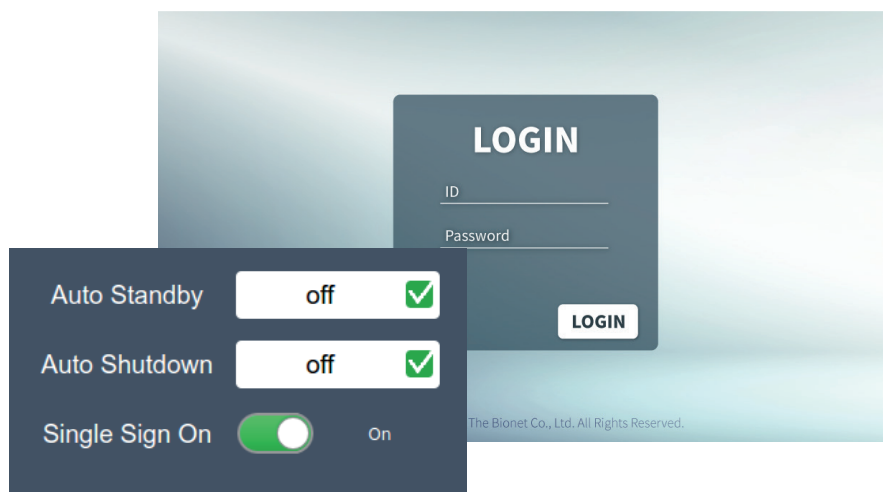 LOGIN
ID
Password
LOGIN
The Bionet Co., Ltd. All Rights Reserved.
Auto Standby off
Auto Shutdown off
Single Sign On On